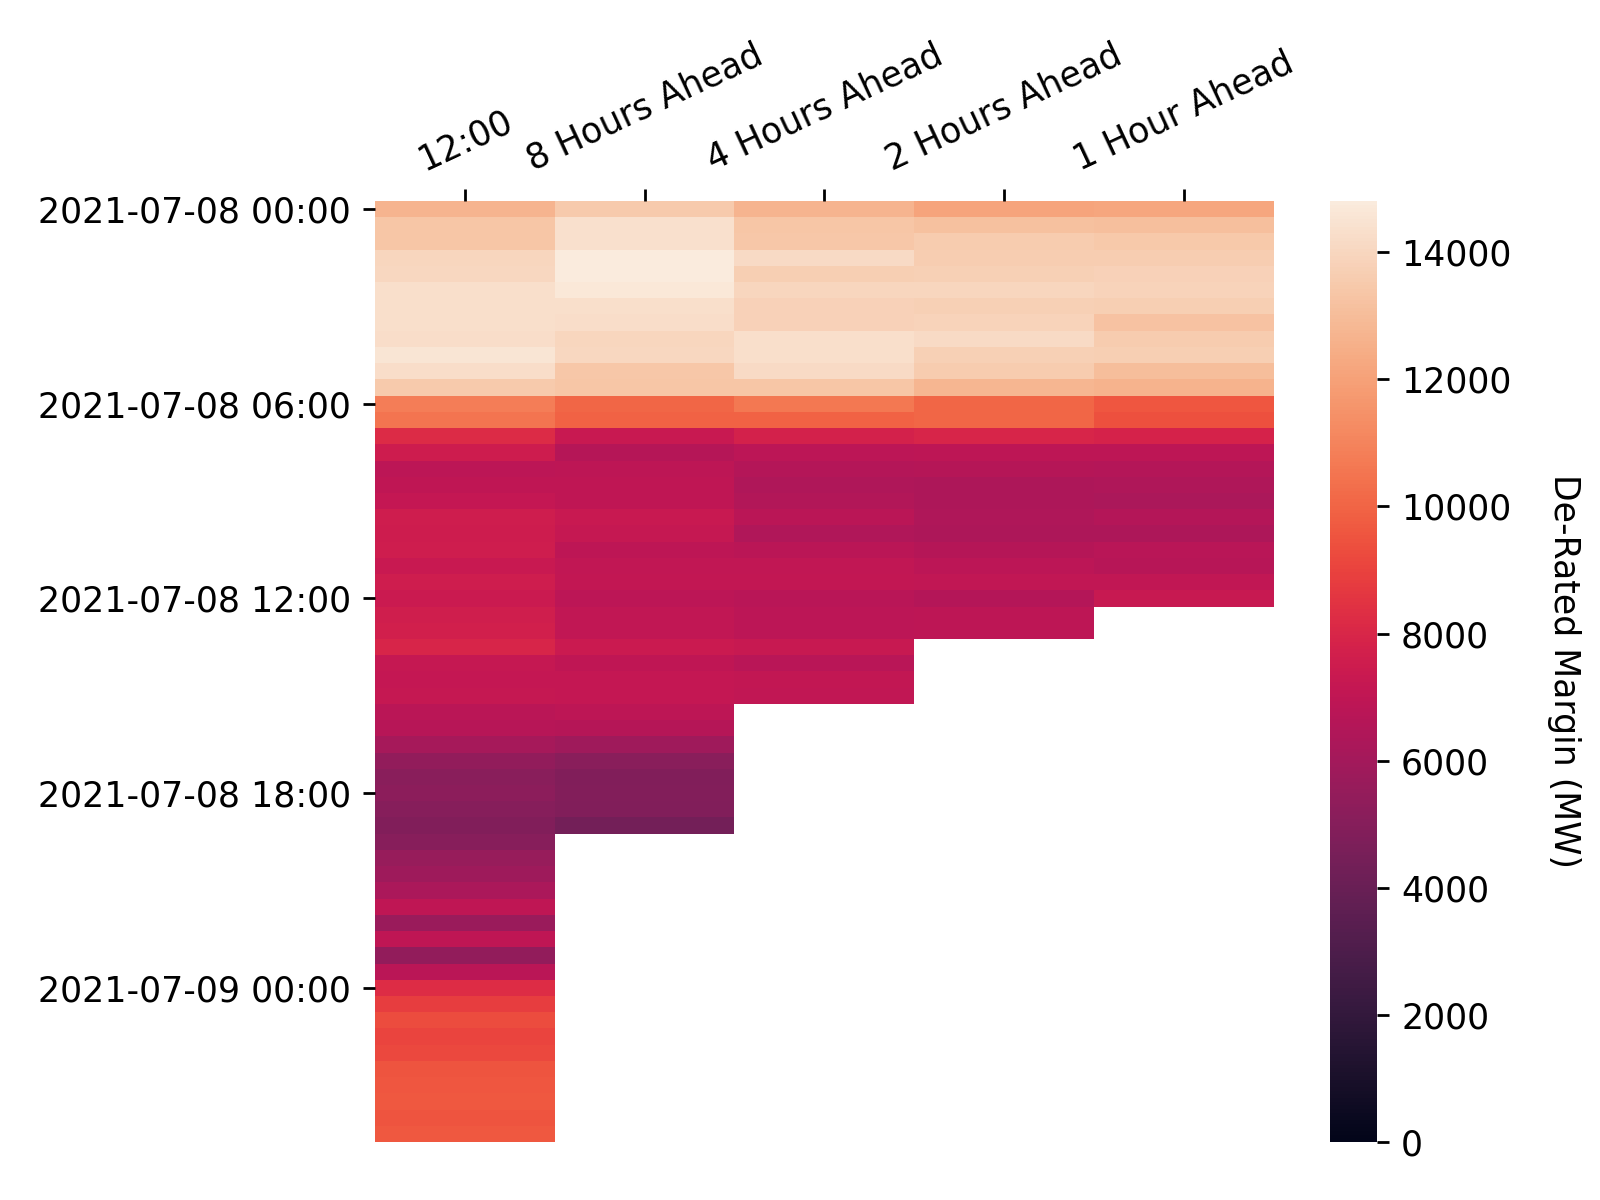 12:00
8 Hours Ahead
4 Hours Ahead
2 Hours Ahead
1 Hour Ahead
2021-07-08 00:00
2021-07-08 06:00
2021-07-08 12:00
2021-07-08 18:00
2021-07-09 00:00
14000
12000
10000
8000
6000
4000
2000
0
De-Rated Margin (MW)